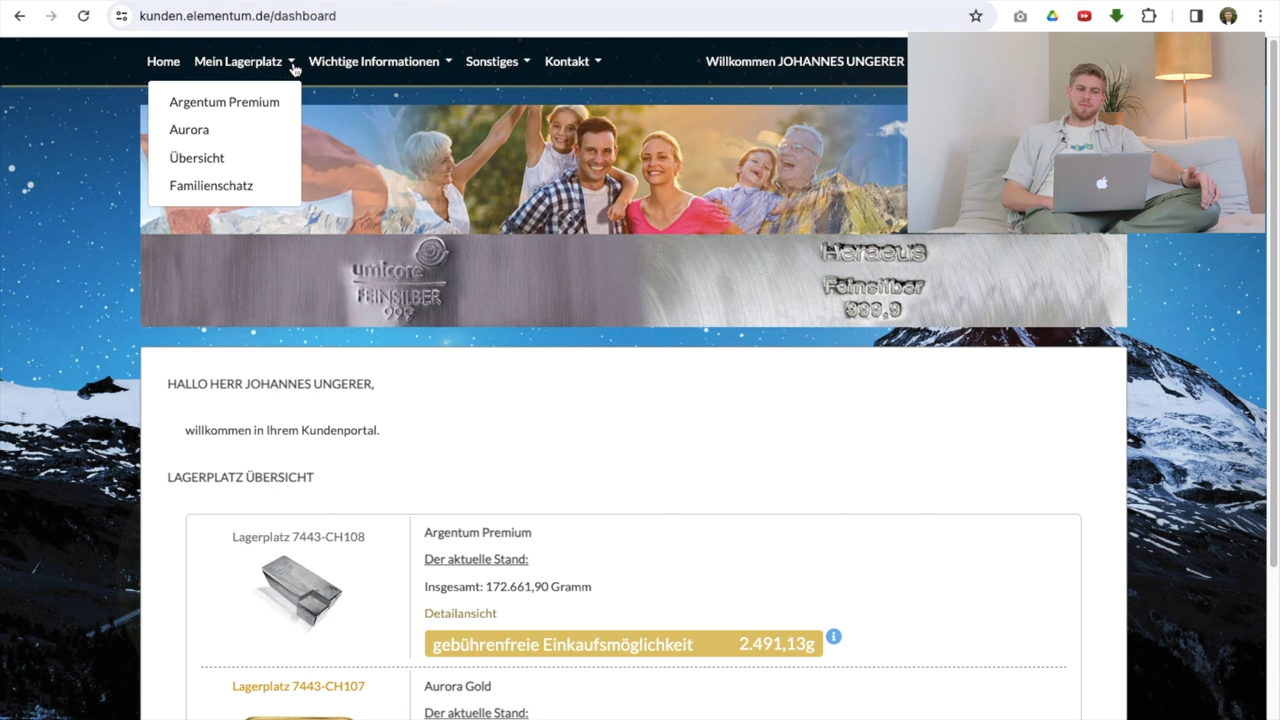 kunden.elementum.de/dashboard
Home Mein Lagerplatz Wichtige Informationen Sonstiges Kontakt Willkommen JOHANNES UNGERER
Argentum Premium
Aurora
Übersicht
Familienschatz
umicore
FEINSILBER
999
Heraeus
Feinsilber
999,9
HALLO HERR JOHANNES UNGERER,
willkommen in Ihrem Kundenportal.
LAGERPLATZ ÜBERSICHT
Lagerplatz 7443-CH108
Argentum Premium
Der aktuelle Stand:
Insgesamt: 172.661,90 Gramm
Detailansicht
gebührenfreie Einkaufsmöglichkeit 2.491,13g
Lagerplatz 7443-CH107
Aurora Gold
Der aktuelle Stand: